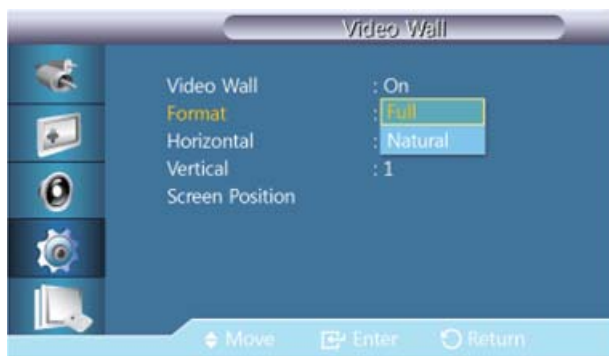 Video Wall
Video Wall : On
Format : Full
Horizontal : Natural
Vertical : 1
Screen Position
Move Enter Return